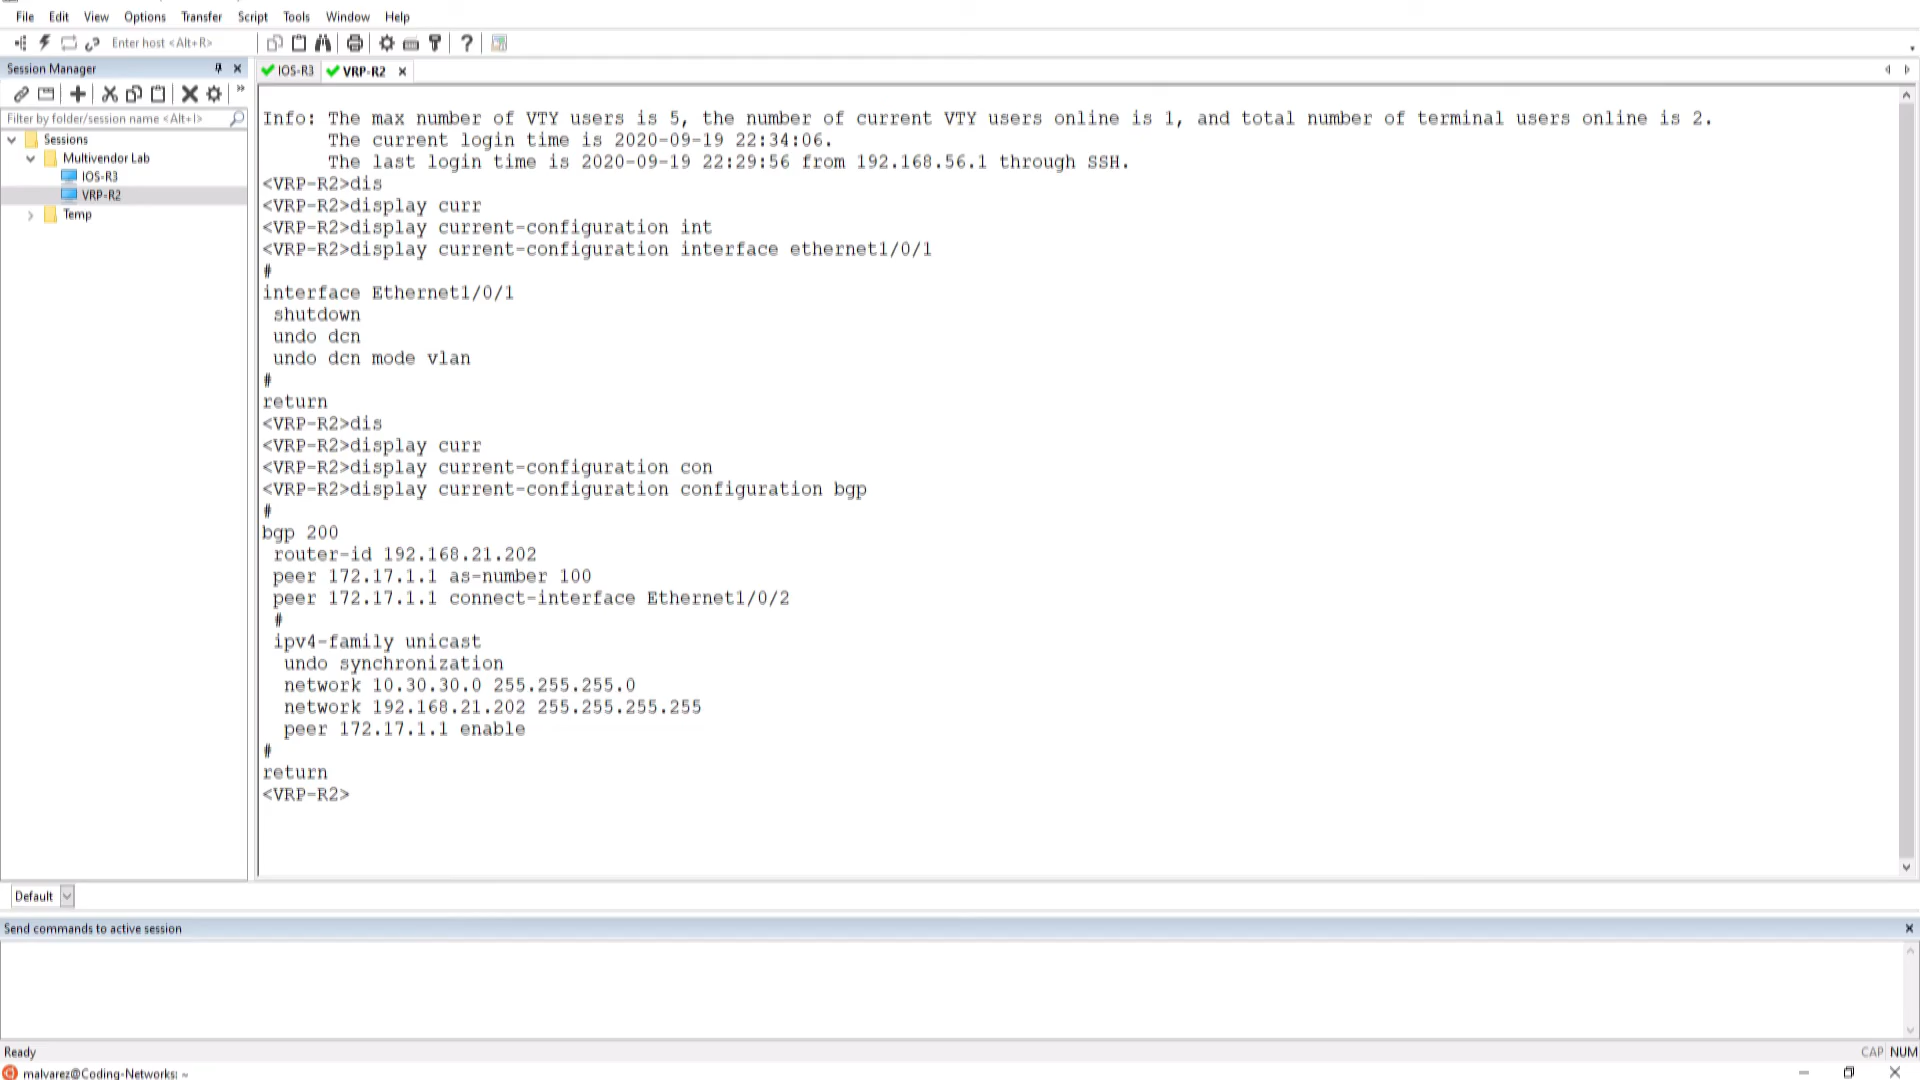 File Edit View Options Transfer Script Tools Window Help
Enter host <Alt+R>
Session Manager
IOS-R3 VRP-R2
Filter by folder/session name <Alt+I>
Sessions
Multivendor Lab
IOS-R3
VRP-R2
Temp
Info: The max number of VTY users is 5, the number of current VTY users online is 1, and total number of terminal users online is 2.
The current login time is 2020-09-19 22:34:06.
The last login time is 2020-09-19 22:29:56 from 192.168.56.1 through SSH.
<VRP-R2>dis
<VRP-R2>display curr
<VRP-R2>display current-configuration int
<VRP-R2>display current-configuration interface ethernet1/0/1
#
interface Ethernet1/0/1
shutdown
undo dcn
undo dcn mode vlan
#
return
<VRP-R2>dis
<VRP-R2>display curr
<VRP-R2>display current-configuration con
<VRP-R2>display current-configuration configuration bgp
#
bgp 200
router-id 192.168.21.202
peer 172.17.1.1 as-number 100
peer 172.17.1.1 connect-interface Ethernet1/0/2
#
ipv4-family unicast
undo synchronization
network 10.30.30.0 255.255.255.0
network 192.168.21.202 255.255.255.255
peer 172.17.1.1 enable
#
return
<VRP-R2>
Default
Send commands to active session
Ready
CAP NUM
malvarez@Coding-Networks: ~